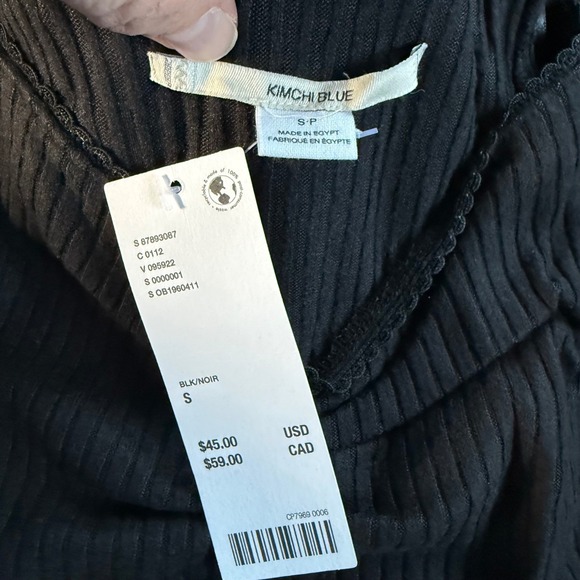 KIMCHI BLUE
S·P
MADE IN EGYPT
FABRIQUÉ EN ÉGYPTE
S 87893087
C 0112
V 095922
S 0000001
S OB1960411
BLK/NOIR
S
$45.00 USD
$59.00 CAD
CP7969 0006